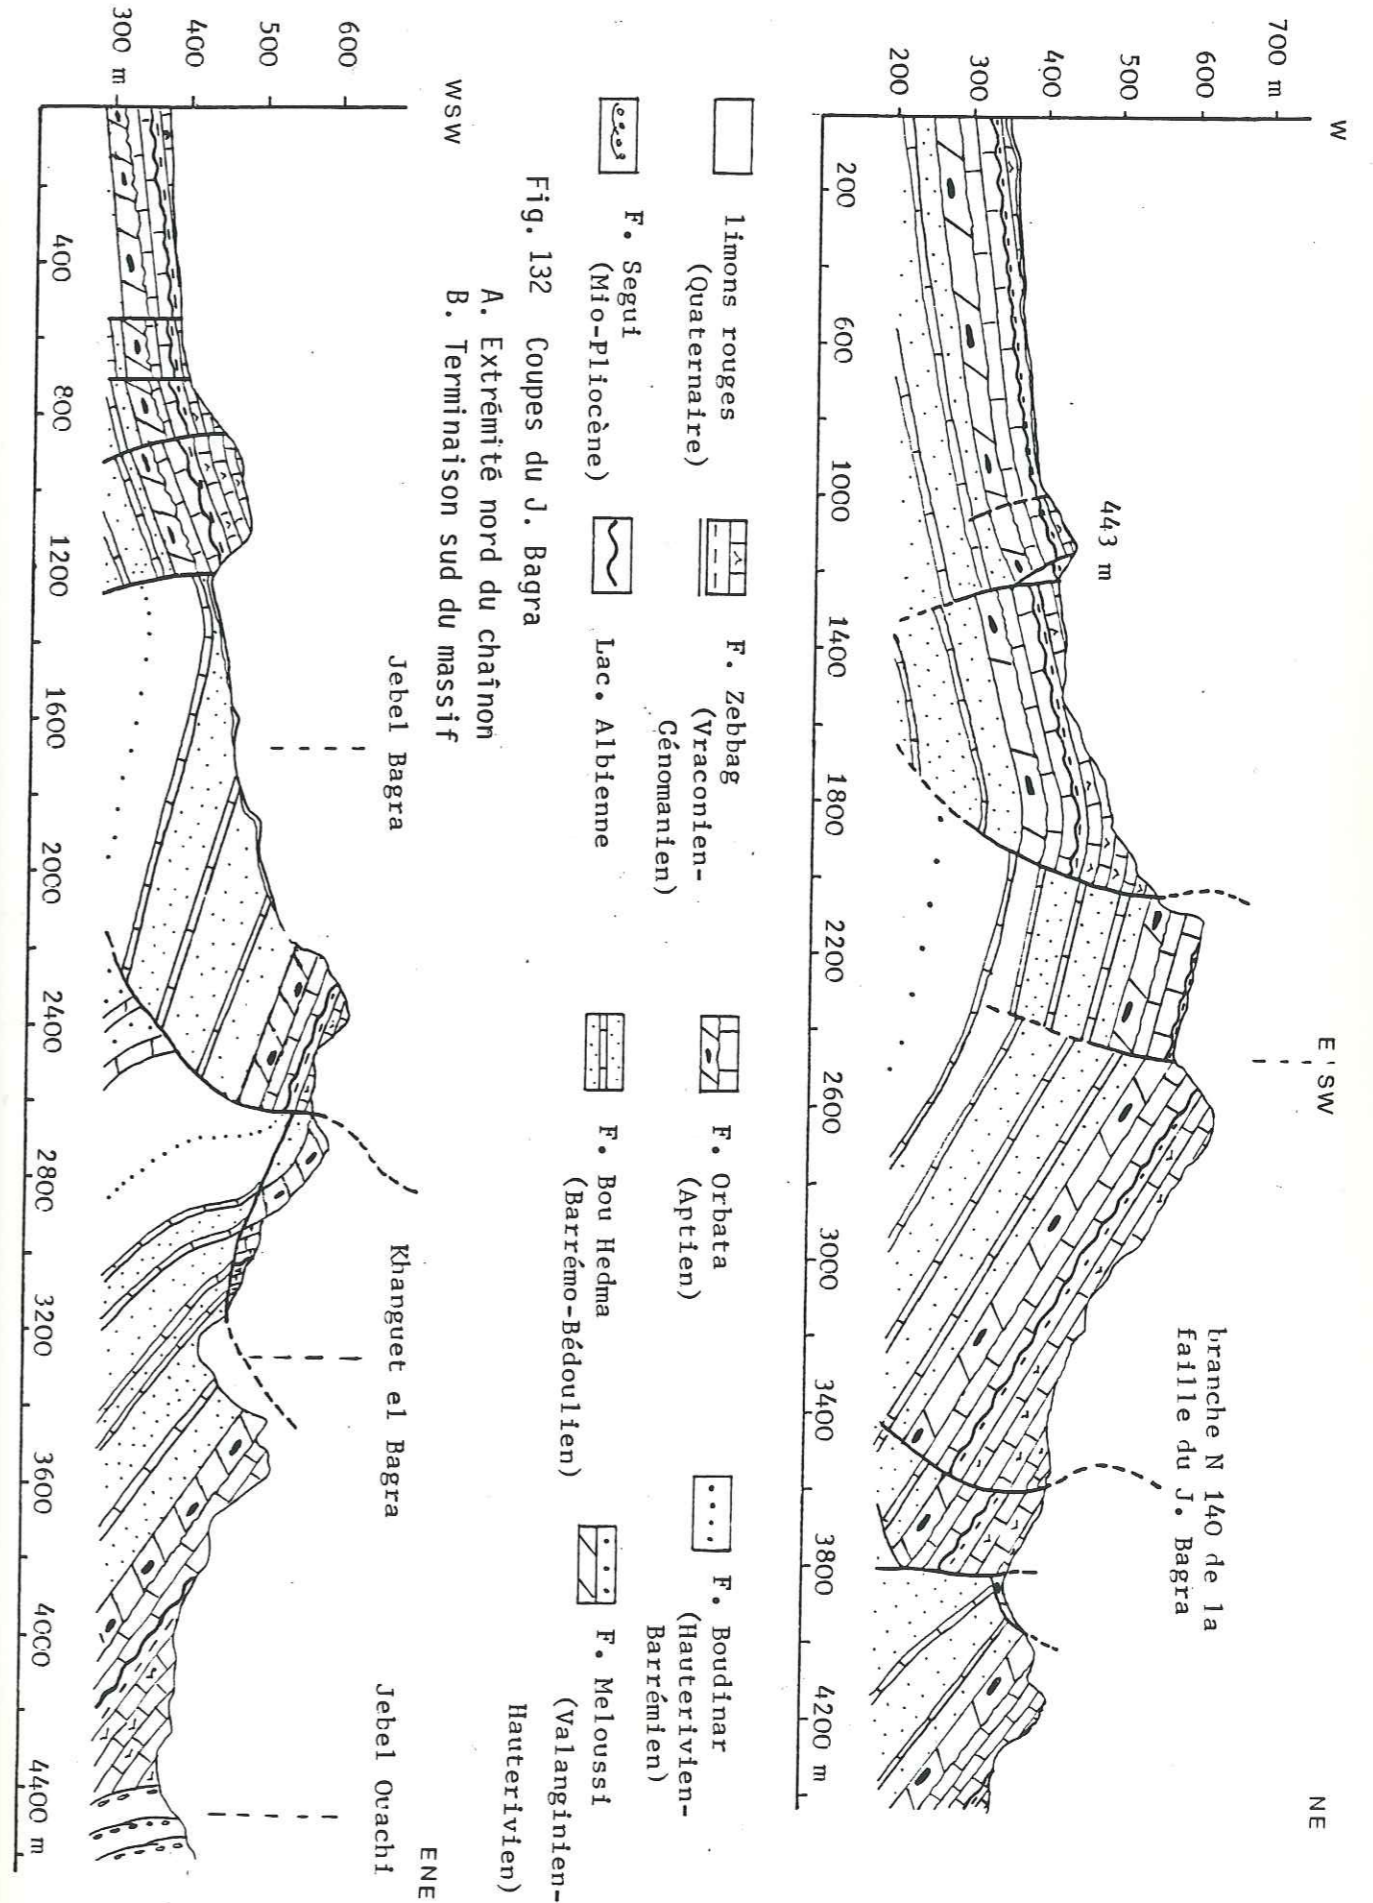 W
E
SW
NE
700 m
600
500
400
300
200
443 m
branche N 140 de la
faille du J. Bagra
200
600
1000
1400
1800
2200
2600
3000
3400
3800
4200 m
limons rouges
(Quaternaire)
F. Zebbag
(Vraconien-
Cénomanien)
F. Orbata
(Aptien)
F. Boudinar
(Hauterivien-
Barrémien)
F. Segui
(Mio-Pliocène)
Lac. Albienne
F. Bou Hedma
(Barrémo-Bédoulien)
F. Meloussi
(Valanginien-
Hauterivien)
Fig. 132 Coupes du J. Bagra
A. Extrémité nord du chaînon
B. Terminaison sud du massif
WSW
ENE
Jebel Bagra
Khanguet el Bagra
Jebel Ouachi
600
500
400
300 m
400
800
1200
1600
2000
2400
2800
3200
3600
4000
4400 m